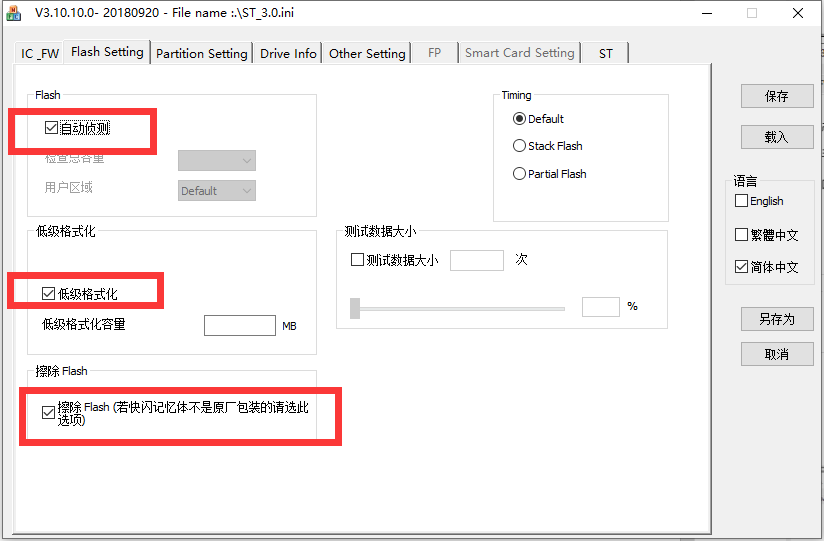 V3.10.10.0- 20180920 - File name :.\ST_3.0.ini
IC _FW
Flash Setting
Partition Setting
Drive Info
Other Setting
FP
Smart Card Setting
ST
Flash
自动侦测
检查总容量
用户区域
Default
Timing
Default
Stack Flash
Partial Flash
低级格式化
低级格式化
低级格式化容量
MB
测试数据大小
测试数据大小
次
%
擦除 Flash
擦除 Flash (若快闪记忆体不是原厂包装的请选此
选项)
保存
载入
语言
English
繁體中文
简体中文
另存为
取消